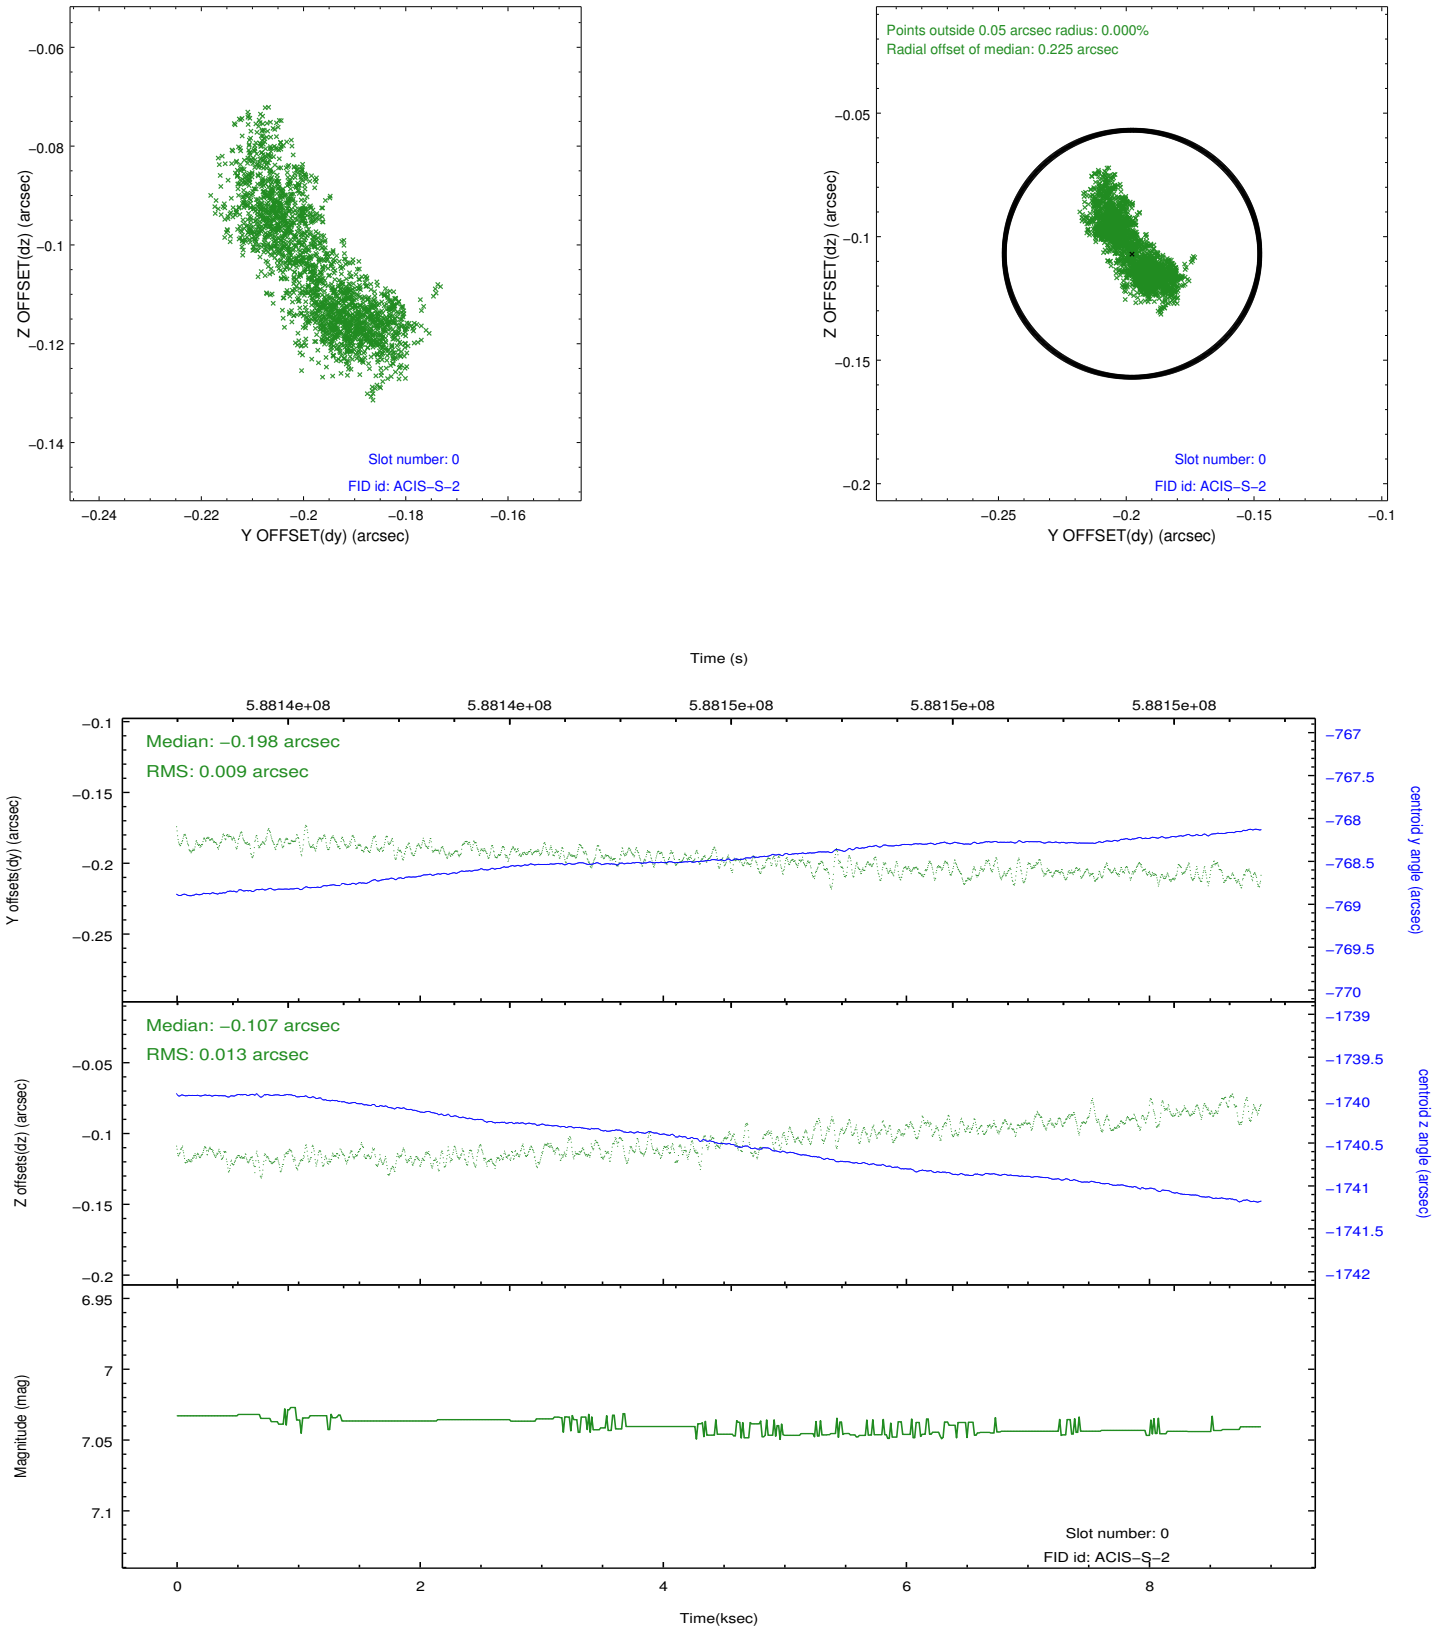 −0.06
−0.08
−0.1
−0.12
−0.14
Z OFFSET(dz) (arcsec)
Slot number: 0
FID id: ACIS−S−2
−0.24 −0.22 −0.2 −0.18 −0.16
Y OFFSET(dy) (arcsec)
Points outside 0.05 arcsec radius: 0.000%
Radial offset of median: 0.225 arcsec
−0.05
−0.1
−0.15
−0.2
Z OFFSET(dz) (arcsec)
Slot number: 0
FID id: ACIS−S−2
−0.25 −0.2 −0.15 −0.1
Y OFFSET(dy) (arcsec)
Time (s)
5.8814e+08 5.8814e+08 5.8815e+08 5.8815e+08 5.8815e+08
−0.1
−0.15
−0.2
−0.25
Y offsets(dy) (arcsec)
Median: −0.198 arcsec
RMS: 0.009 arcsec
−767
−767.5
−768
−768.5
−769
−769.5
−770
centroid y angle (arcsec)
−0.05
−0.1
−0.15
−0.2
Z offsets(dz) (arcsec)
Median: −0.107 arcsec
RMS: 0.013 arcsec
−1739
−1739.5
−1740
−1740.5
−1741
−1741.5
−1742
centroid z angle (arcsec)
6.95
7
7.05
7.1
Magnitude (mag)
Slot number: 0
FID id: ACIS−S−2
0 2 4 6 8
Time(ksec)